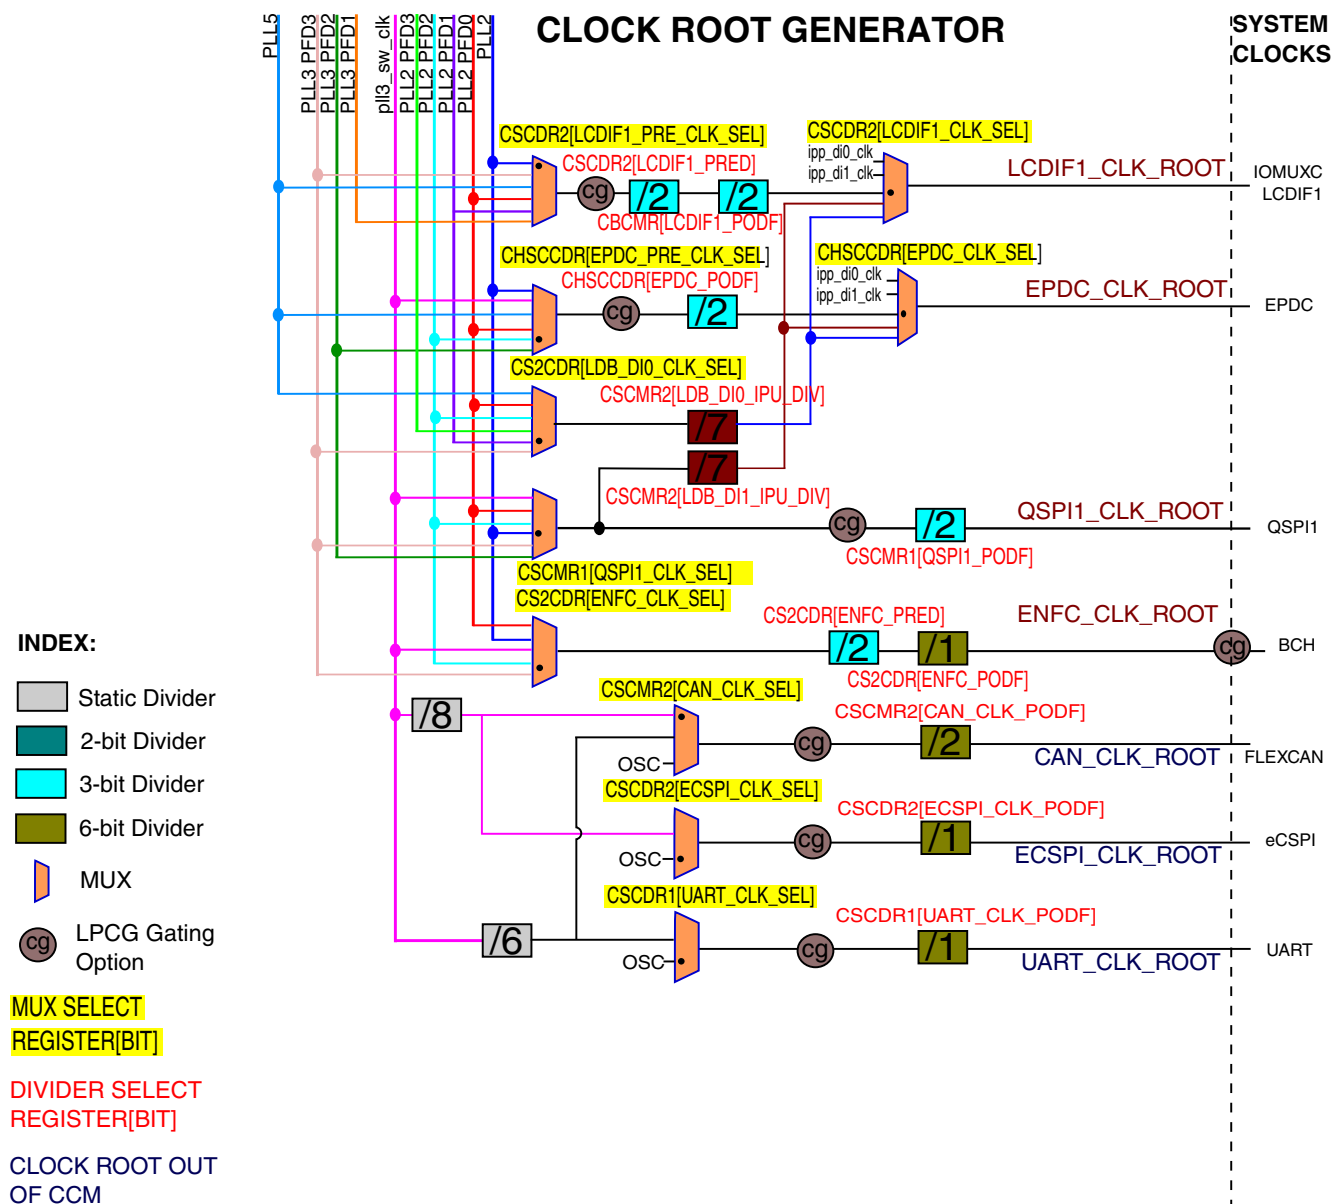 CLOCK ROOT GENERATOR
SYSTEM
CLOCKS
PLL5
PLL3 PFD3
PLL3 PFD2
PLL3 PFD1
pll3_sw_clk
PLL2 PFD3
PLL2 PFD2
PLL2 PFD1
PLL2 PFD0
PLL2
CSCDR2[LCDIF1_PRE_CLK_SEL]
CSCDR2[LCDIF1_CLK_SEL]
CSCDR2[LCDIF1_PRED]
ipp_di0_clk
ipp_di1_clk
LCDIF1_CLK_ROOT
IOMUXC
LCDIF1
cg
/2
/2
CBCMR[LCDIF1_PODF]
CHSCCDR[EPDC_PRE_CLK_SEL]
CHSCCDR[EPDC_CLK_SEL]
CHSCCDR[EPDC_PODF]
ipp_di0_clk
ipp_di1_clk
EPDC_CLK_ROOT
EPDC
cg
/2
CS2CDR[LDB_DI0_CLK_SEL]
CSCMR2[LDB_DI0_IPU_DIV]
/7
/7
CSCMR2[LDB_DI1_IPU_DIV]
QSPI1_CLK_ROOT
QSPI1
cg
/2
CSCMR1[QSPI1_PODF]
CSCMR1[QSPI1_CLK_SEL]
CS2CDR[ENFC_CLK_SEL]
CS2CDR[ENFC_PRED]
ENFC_CLK_ROOT
/2
/1
cg
BCH
CS2CDR[ENFC_PODF]
CSCMR2[CAN_CLK_SEL]
CSCMR2[CAN_CLK_PODF]
/8
OSC
cg
/2
CAN_CLK_ROOT
FLEXCAN
CSCDR2[ECSPI_CLK_SEL]
CSCDR2[ECSPI_CLK_PODF]
OSC
cg
/1
ECSPI_CLK_ROOT
eCSPI
CSCDR1[UART_CLK_SEL]
CSCDR1[UART_CLK_PODF]
/6
OSC
cg
/1
UART_CLK_ROOT
UART
INDEX:
Static Divider
2-bit Divider
3-bit Divider
6-bit Divider
MUX
cg
LPCG Gating
Option
MUX SELECT
REGISTER[BIT]
DIVIDER SELECT
REGISTER[BIT]
CLOCK ROOT OUT
OF CCM